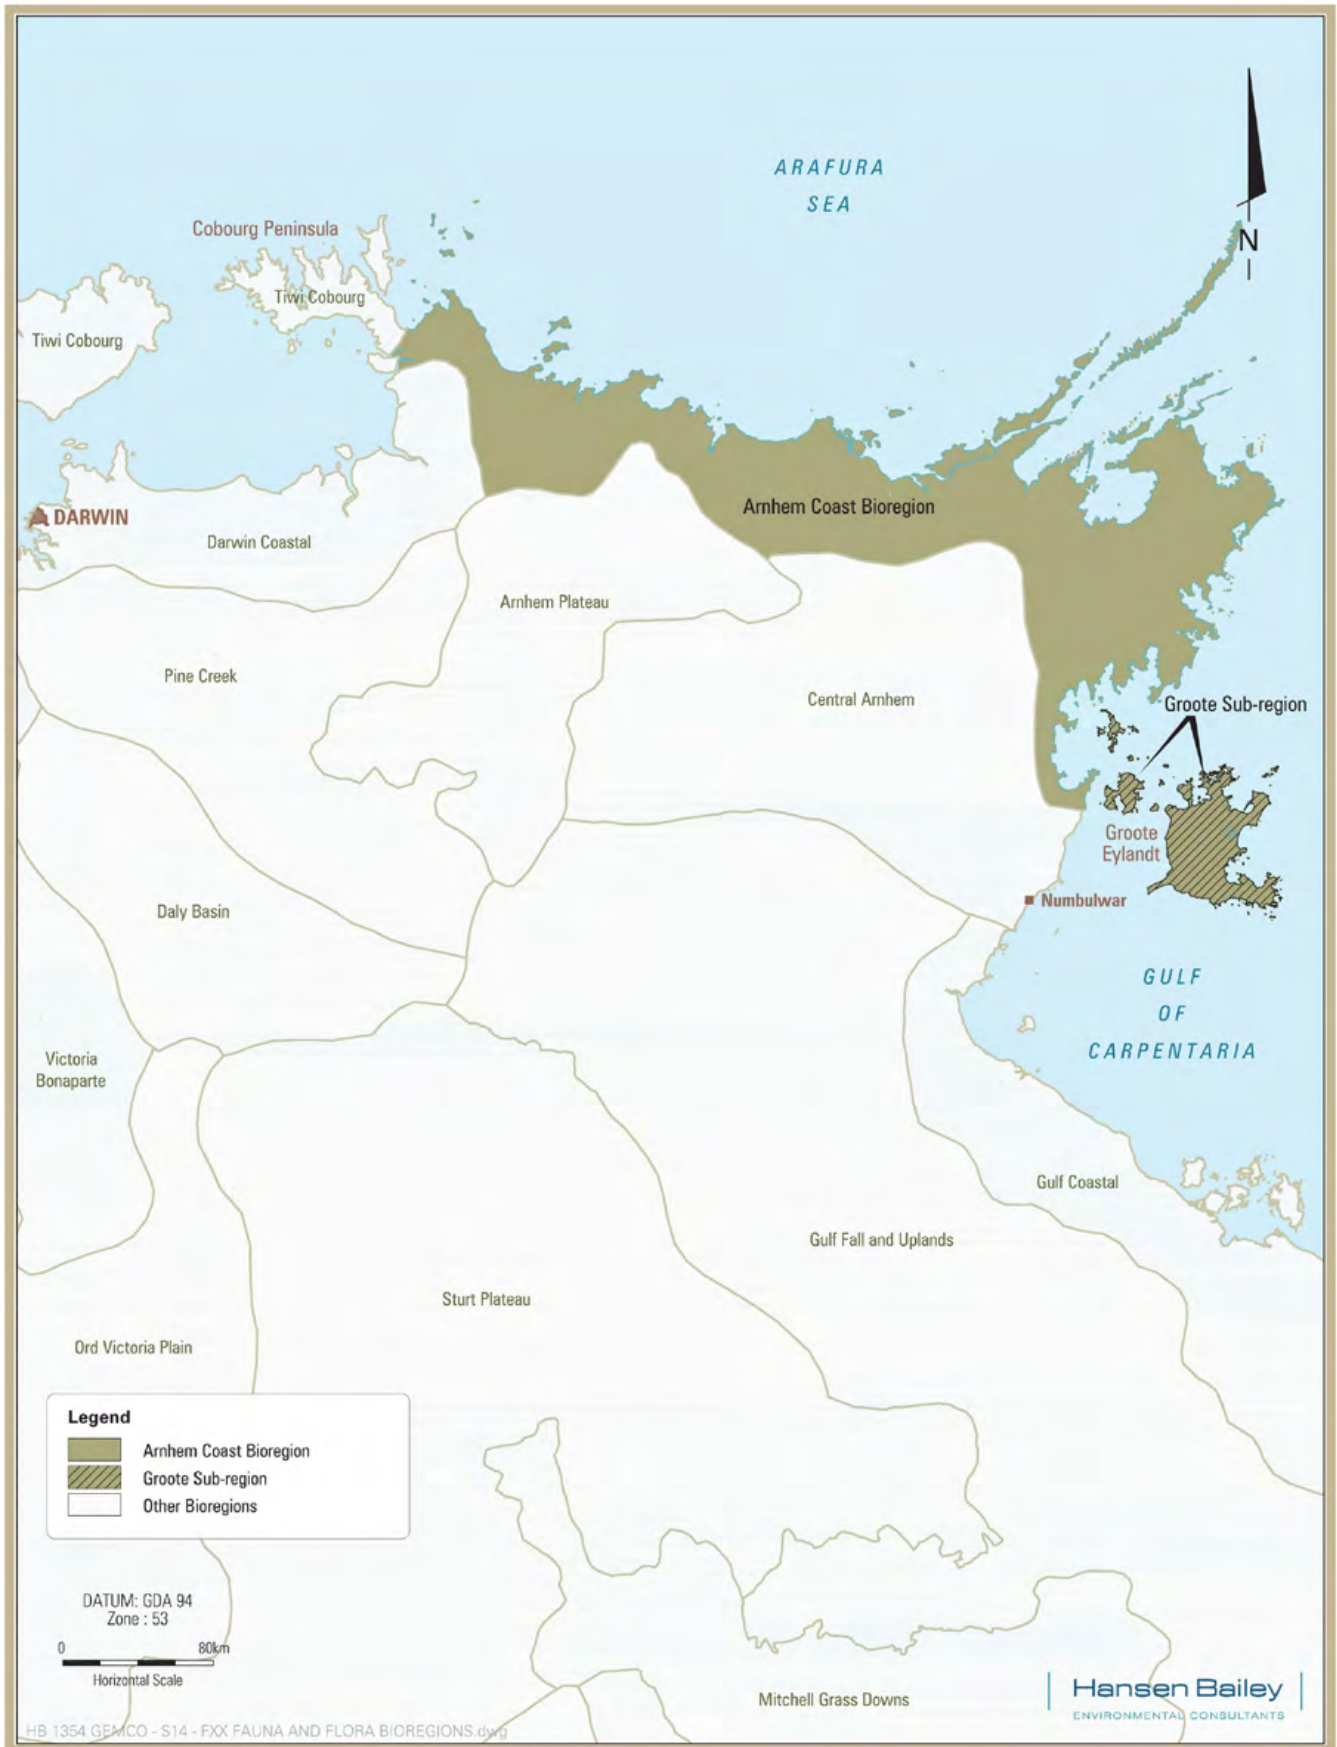 ARAFURA
SEA
Cobourg Peninsula
Tiwi Cobourg
Tiwi Cobourg
N
DARWIN
Darwin Coastal
Arnhem Coast Bioregion
Arnhem Plateau
Pine Creek
Central Arnhem
Groote Sub-region
Groote
Eylandt
Numbulwar
Daly Basin
GULF
OF
CARPENTARIA
Victoria
Bonaparte
Gulf Coastal
Gulf Fall and Uplands
Sturt Plateau
Ord Victoria Plain
Legend
Arnhem Coast Bioregion
Groote Sub-region
Other Bioregions
DATUM: GDA 94
Zone : 53
0 80km
Horizontal Scale
Mitchell Grass Downs
Hansen Bailey
ENVIRONMENTAL CONSULTANTS
HB 1354 GEMCO - S14 - FXX FAUNA AND FLORA BIOREGIONS.dwg